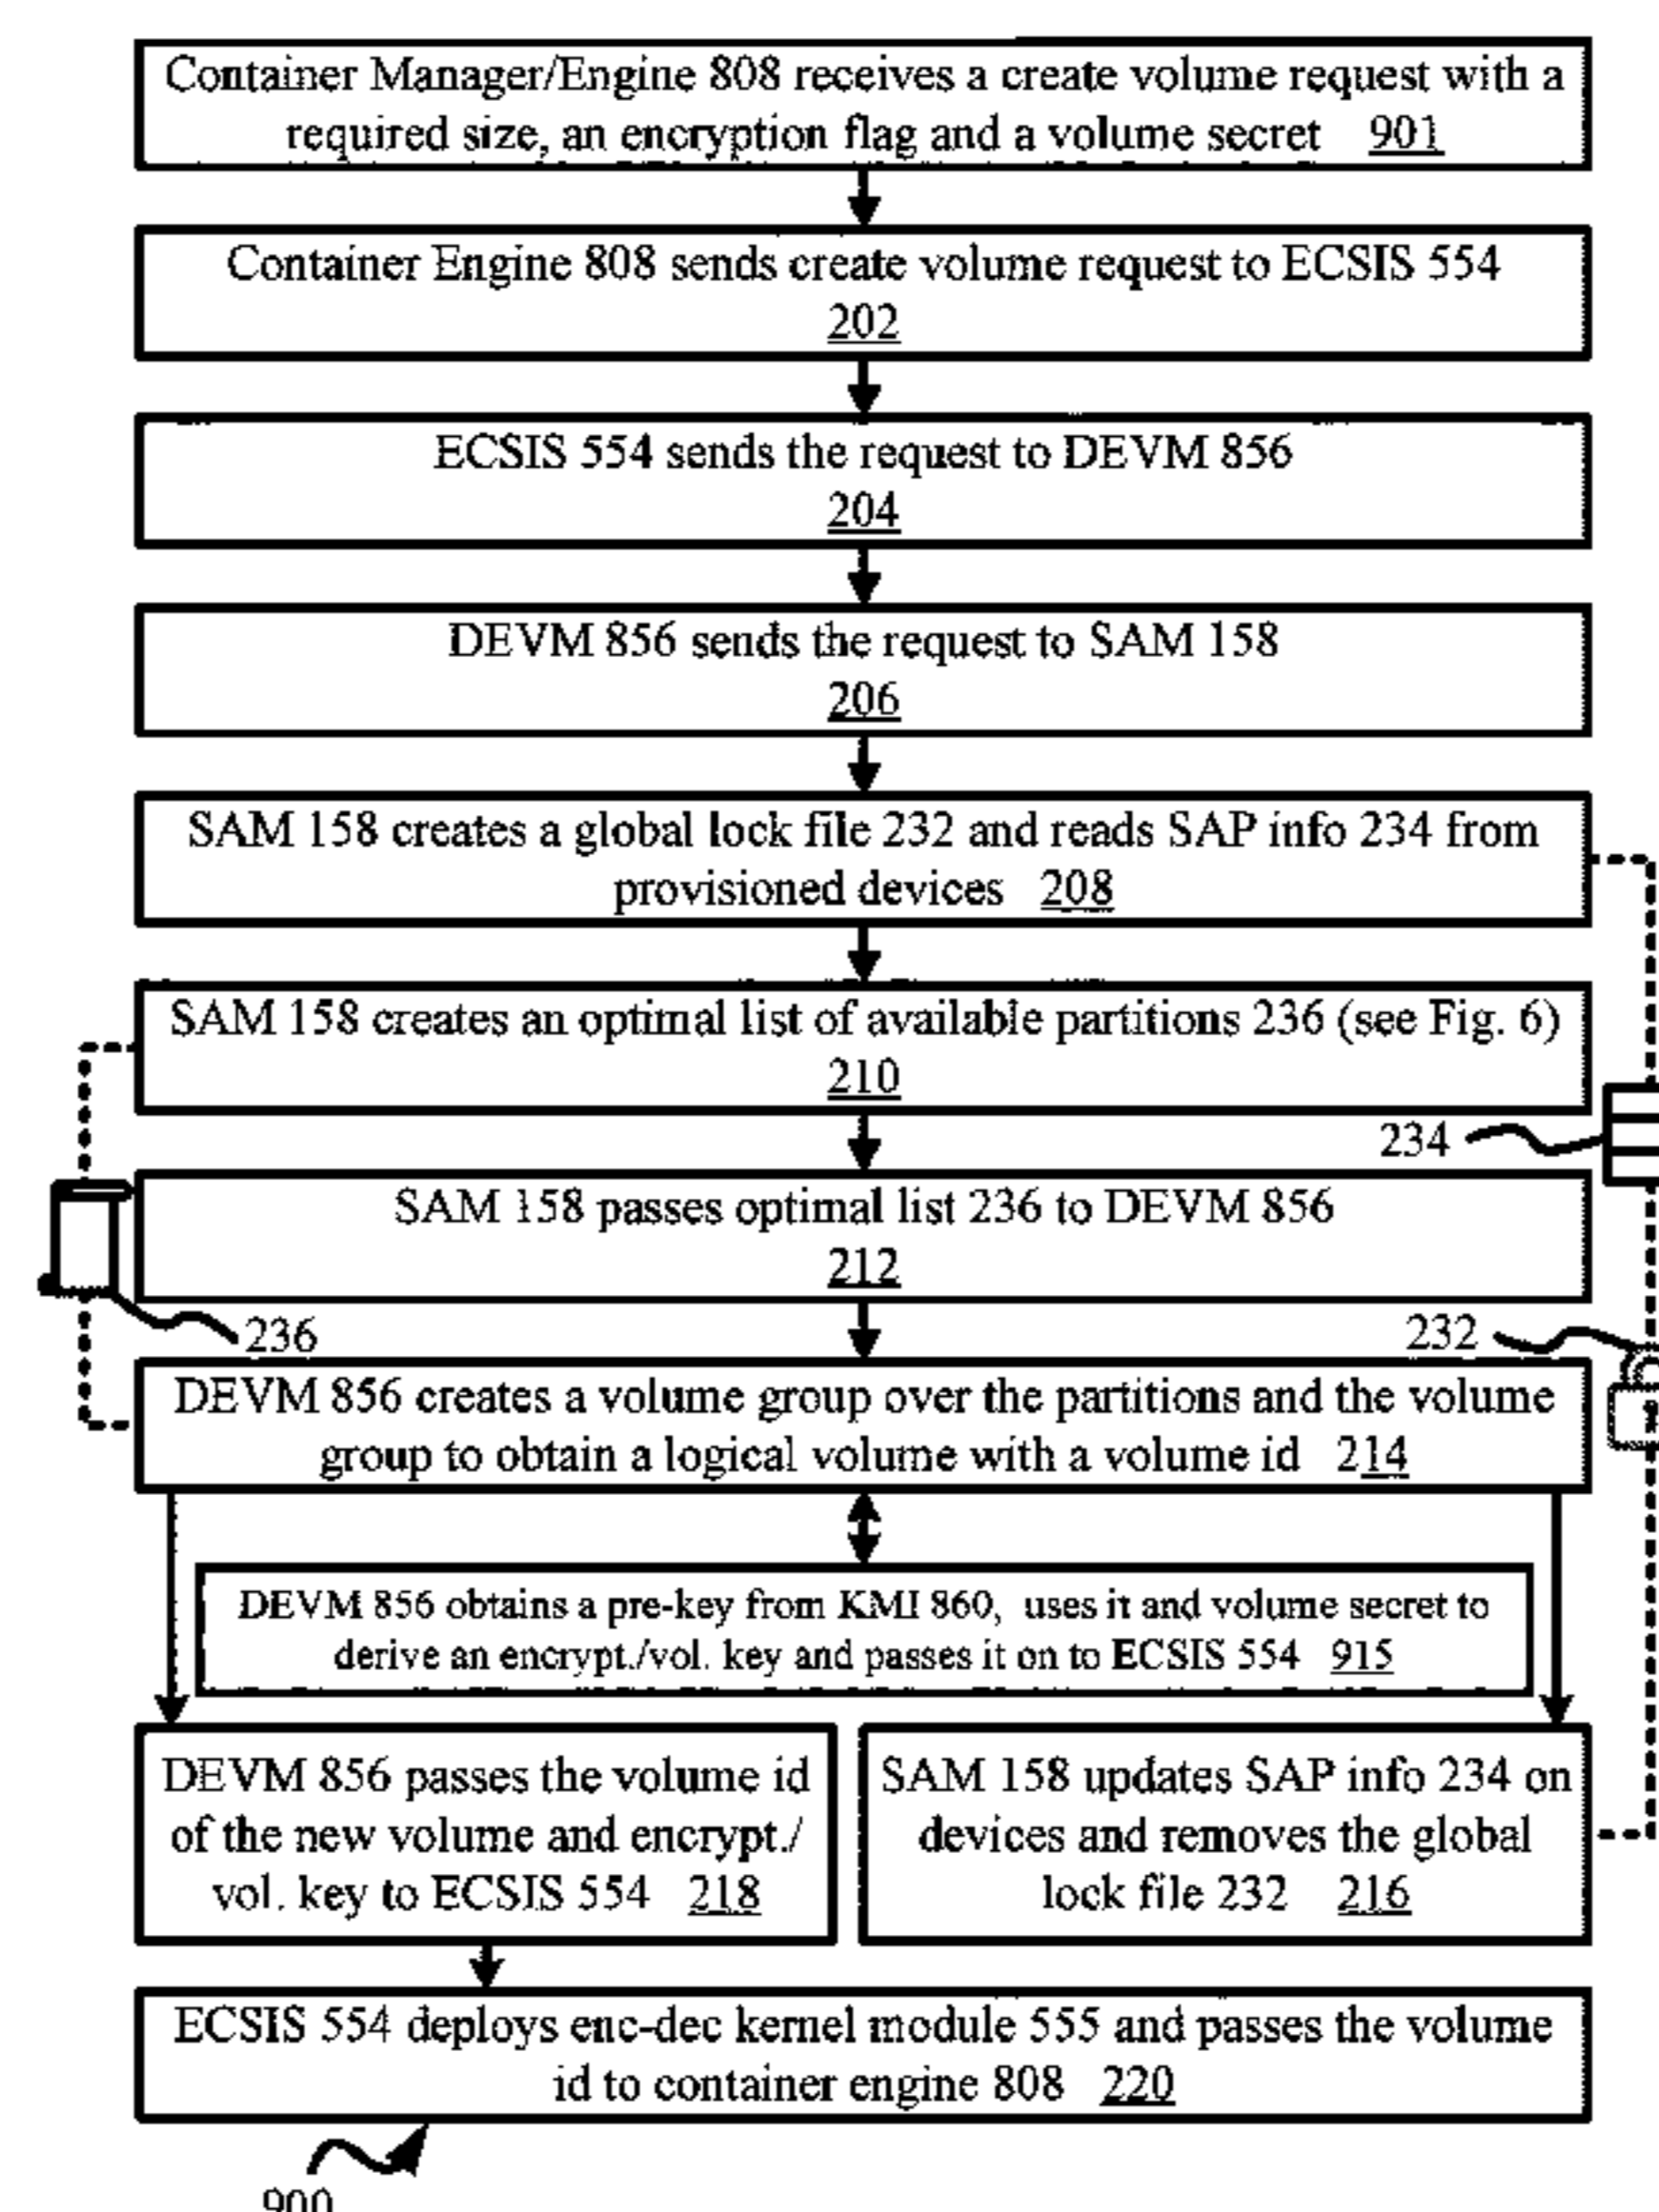 Container Manager/Engine 808 receives a create volume request with a
required size, an encryption flag and a volume secret 901
Container Engine 808 sends create volume request to ECSIS 554
202
ECSIS 554 sends the request to DEVM 856
204
DEVM 856 sends the request to SAM 158
206
SAM 158 creates a global lock file 232 and reads SAP info 234 from
provisioned devices 208
SAM 158 creates an optimal list of available partitions 236 (see Fig. 6)
210
234
SAM 158 passes optimal list 236 to DEVM 856
212
236
232
DEVM 856 creates a volume group over the partitions and the volume
group to obtain a logical volume with a volume id 214
DEVM 856 obtains a pre-key from KMI 860, uses it and volume secret to
derive an encrypt./vol. key and passes it on to ECSIS 554 915
DEVM 856 passes the volume id
of the new volume and encrypt./
vol. key to ECSIS 554 218
SAM 158 updates SAP info 234 on
devices and removes the global
lock file 232 216
ECSIS 554 deploys enc-dec kernel module 555 and passes the volume
id to container engine 808 220
900